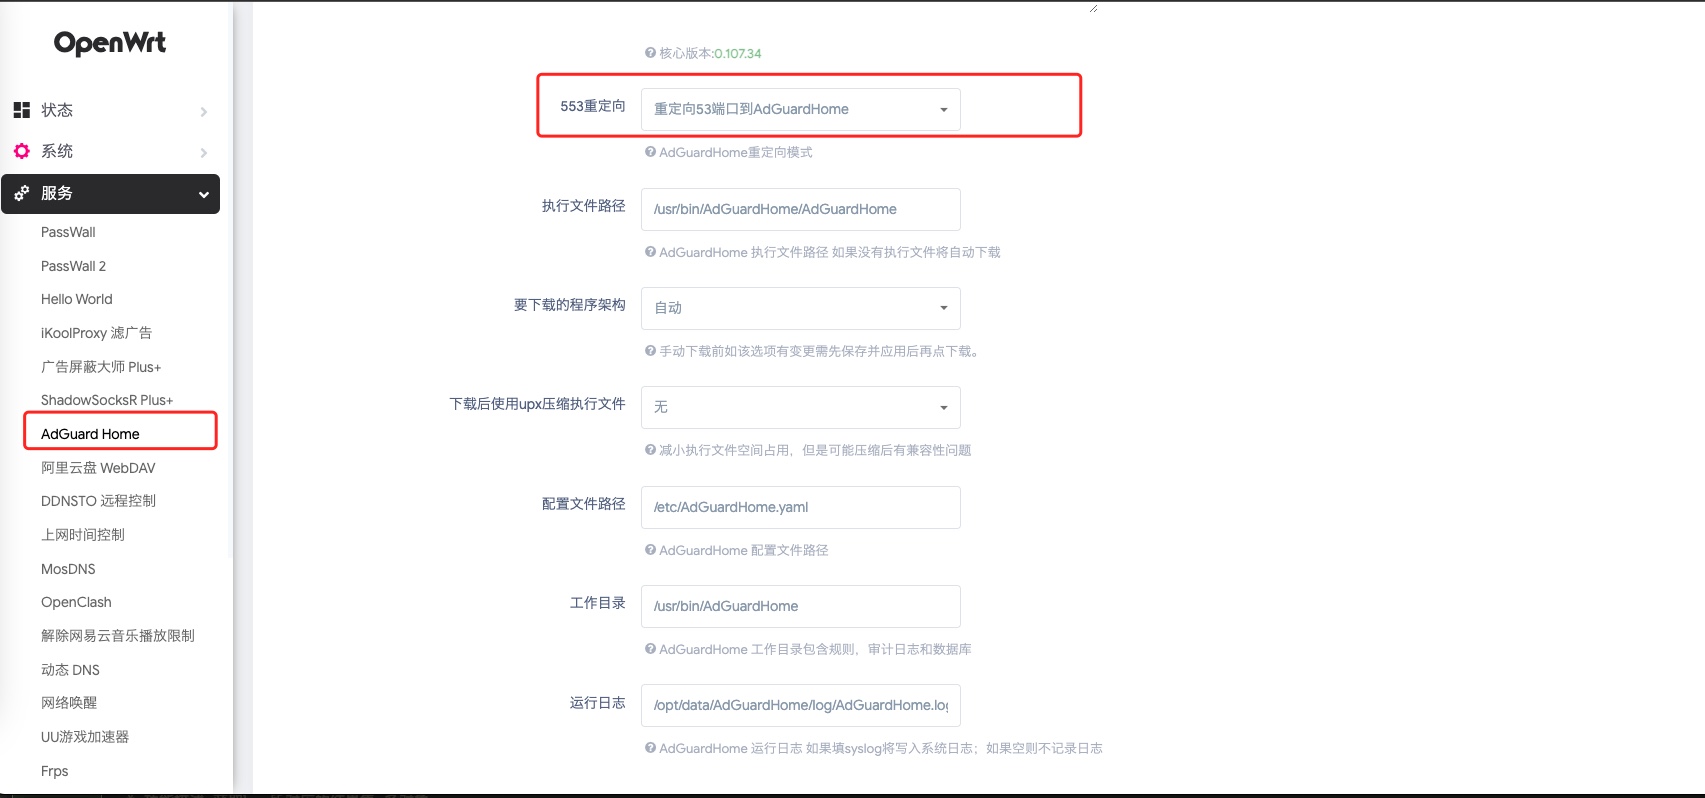 OpenWrt
状态
系统
服务
PassWall
PassWall 2
Hello World
iKoolProxy 滤广告
广告屏蔽大师 Plus+
ShadowSocksR Plus+
AdGuard Home
阿里云盘 WebDAV
DDNSTO 远程控制
上网时间控制
MosDNS
OpenClash
解除网易云音乐播放限制
动态 DNS
网络唤醒
UU游戏加速器
Frps
核心版本:0.107.34
553重定向
重定向53端口到AdGuardHome
AdGuardHome重定向模式
执行文件路径
/usr/bin/AdGuardHome/AdGuardHome
AdGuardHome 执行文件路径 如果没有执行文件将自动下载
要下载的程序架构
自动
手动下载前如该选项有变更需先保存并应用后再点下载。
下载后使用upx压缩执行文件
无
减小执行文件空间占用，但是可能压缩后有兼容性问题
配置文件路径
/etc/AdGuardHome.yaml
AdGuardHome 配置文件路径
工作目录
/usr/bin/AdGuardHome
AdGuardHome 工作目录包含规则，审计日志和数据库
运行日志
/opt/data/AdGuardHome/log/AdGuardHome.log
AdGuardHome 运行日志 如果填syslog将写入系统日志；如果空则不记录日志